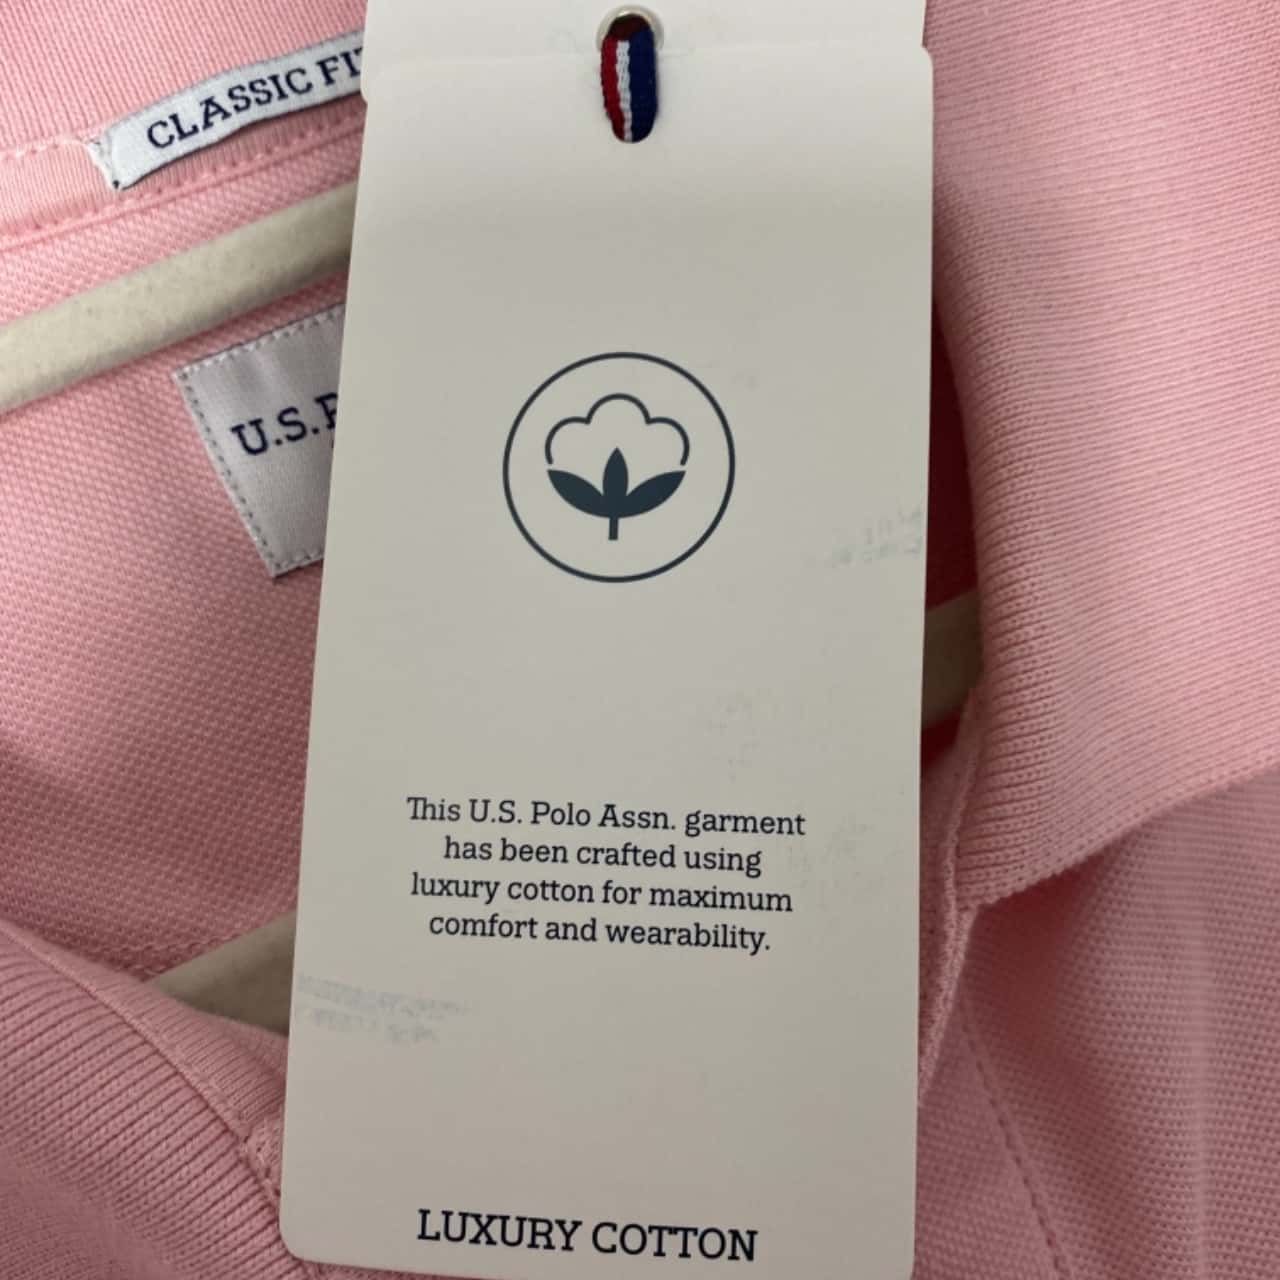 CLASSIC FI
U.S.P
This U.S. Polo Assn. garment
has been crafted using
luxury cotton for maximum
comfort and wearability.
LUXURY COTTON